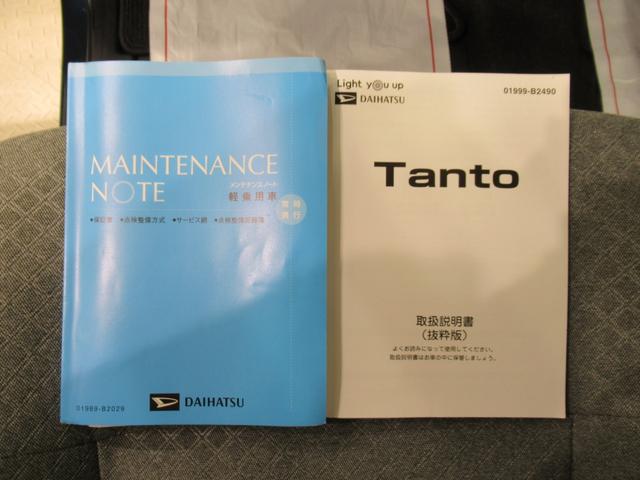 MAINTENANCE
NOTE
メンテナンスノート
軽乗用車
常時
携行
●保証書 ●点検整備方式 ●サービス網 ●点検整備記録簿
01999-B2029
DAIHATSU
Light you up
DAIHATSU
01999-B2490
Tanto
取扱説明書
(抜粋版)
よくお読みになって使用してください。
取扱説明書はお車の中に保管しましょう。